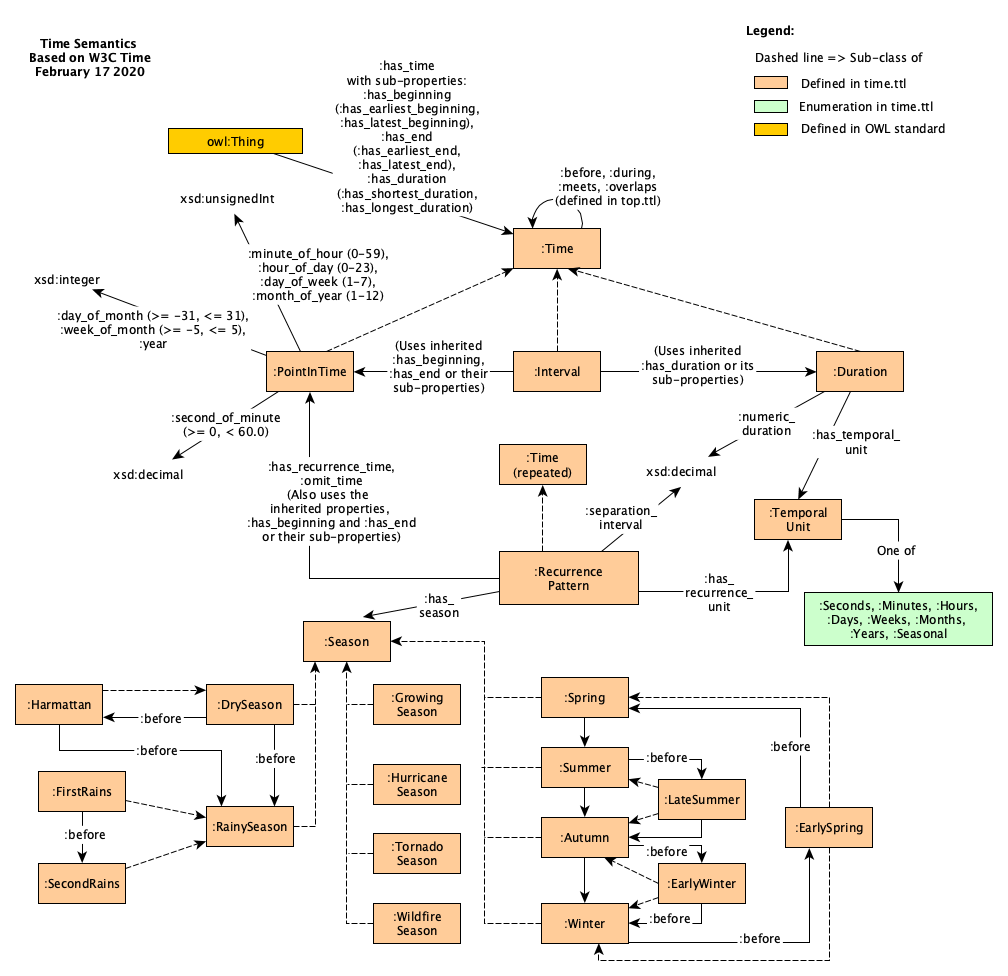 Time Semantics
Based on W3C Time
February 17 2020
Legend:
Dashed line => Sub-class of
Defined in time.ttl
Enumeration in time.ttl
Defined in OWL standard
:has_time
with sub-properties:
:has_beginning
(:has_earliest_beginning,
:has_latest_beginning),
:has_end
(:has_earliest_end,
:has_latest_end),
:has_duration
(:has_shortest_duration,
:has_longest_duration)
owl:Thing
:before, :during,
:meets, :overlaps
(defined in top.ttl)
xsd:unsignedInt
:Time
:minute_of_hour (0-59),
:hour_of_day (0-23),
:day_of_week (1-7),
:month_of_year (1-12)
xsd:integer
:day_of_month (>= -31, <= 31),
:week_of_month (>= -5, <= 5),
:year
:PointInTime
(Uses inherited
:has_beginning,
:has_end or their
sub-properties)
:Interval
(Uses inherited
:has_duration or its
sub-properties)
:Duration
:second_of_minute
(>= 0, < 60.0)
xsd:decimal
:numeric_
duration
:has_temporal_
unit
xsd:decimal
:Time
(repeated)
:has_recurrence_time,
:omit_time
(Also uses the
inherited properties,
:has_beginning and :has_end
or their sub-properties)
:separation_
interval
:Temporal
Unit
One of
:Seconds, :Minutes, :Hours,
:Days, :Weeks, :Months,
:Years, :Seasonal
:Recurrence
Pattern
:has_
recurrence_
unit
:has_
season
:Season
:Harmattan
:DrySeason
:before
:before
:before
:FirstRains
:before
:RainySeason
:SecondRains
:Growing
Season
:Hurricane
Season
:Tornado
Season
:Wildfire
Season
:Spring
:Summer
:before
:LateSummer
:Autumn
:before
:EarlyWinter
:Winter
:before
:before
:EarlySpring
:before